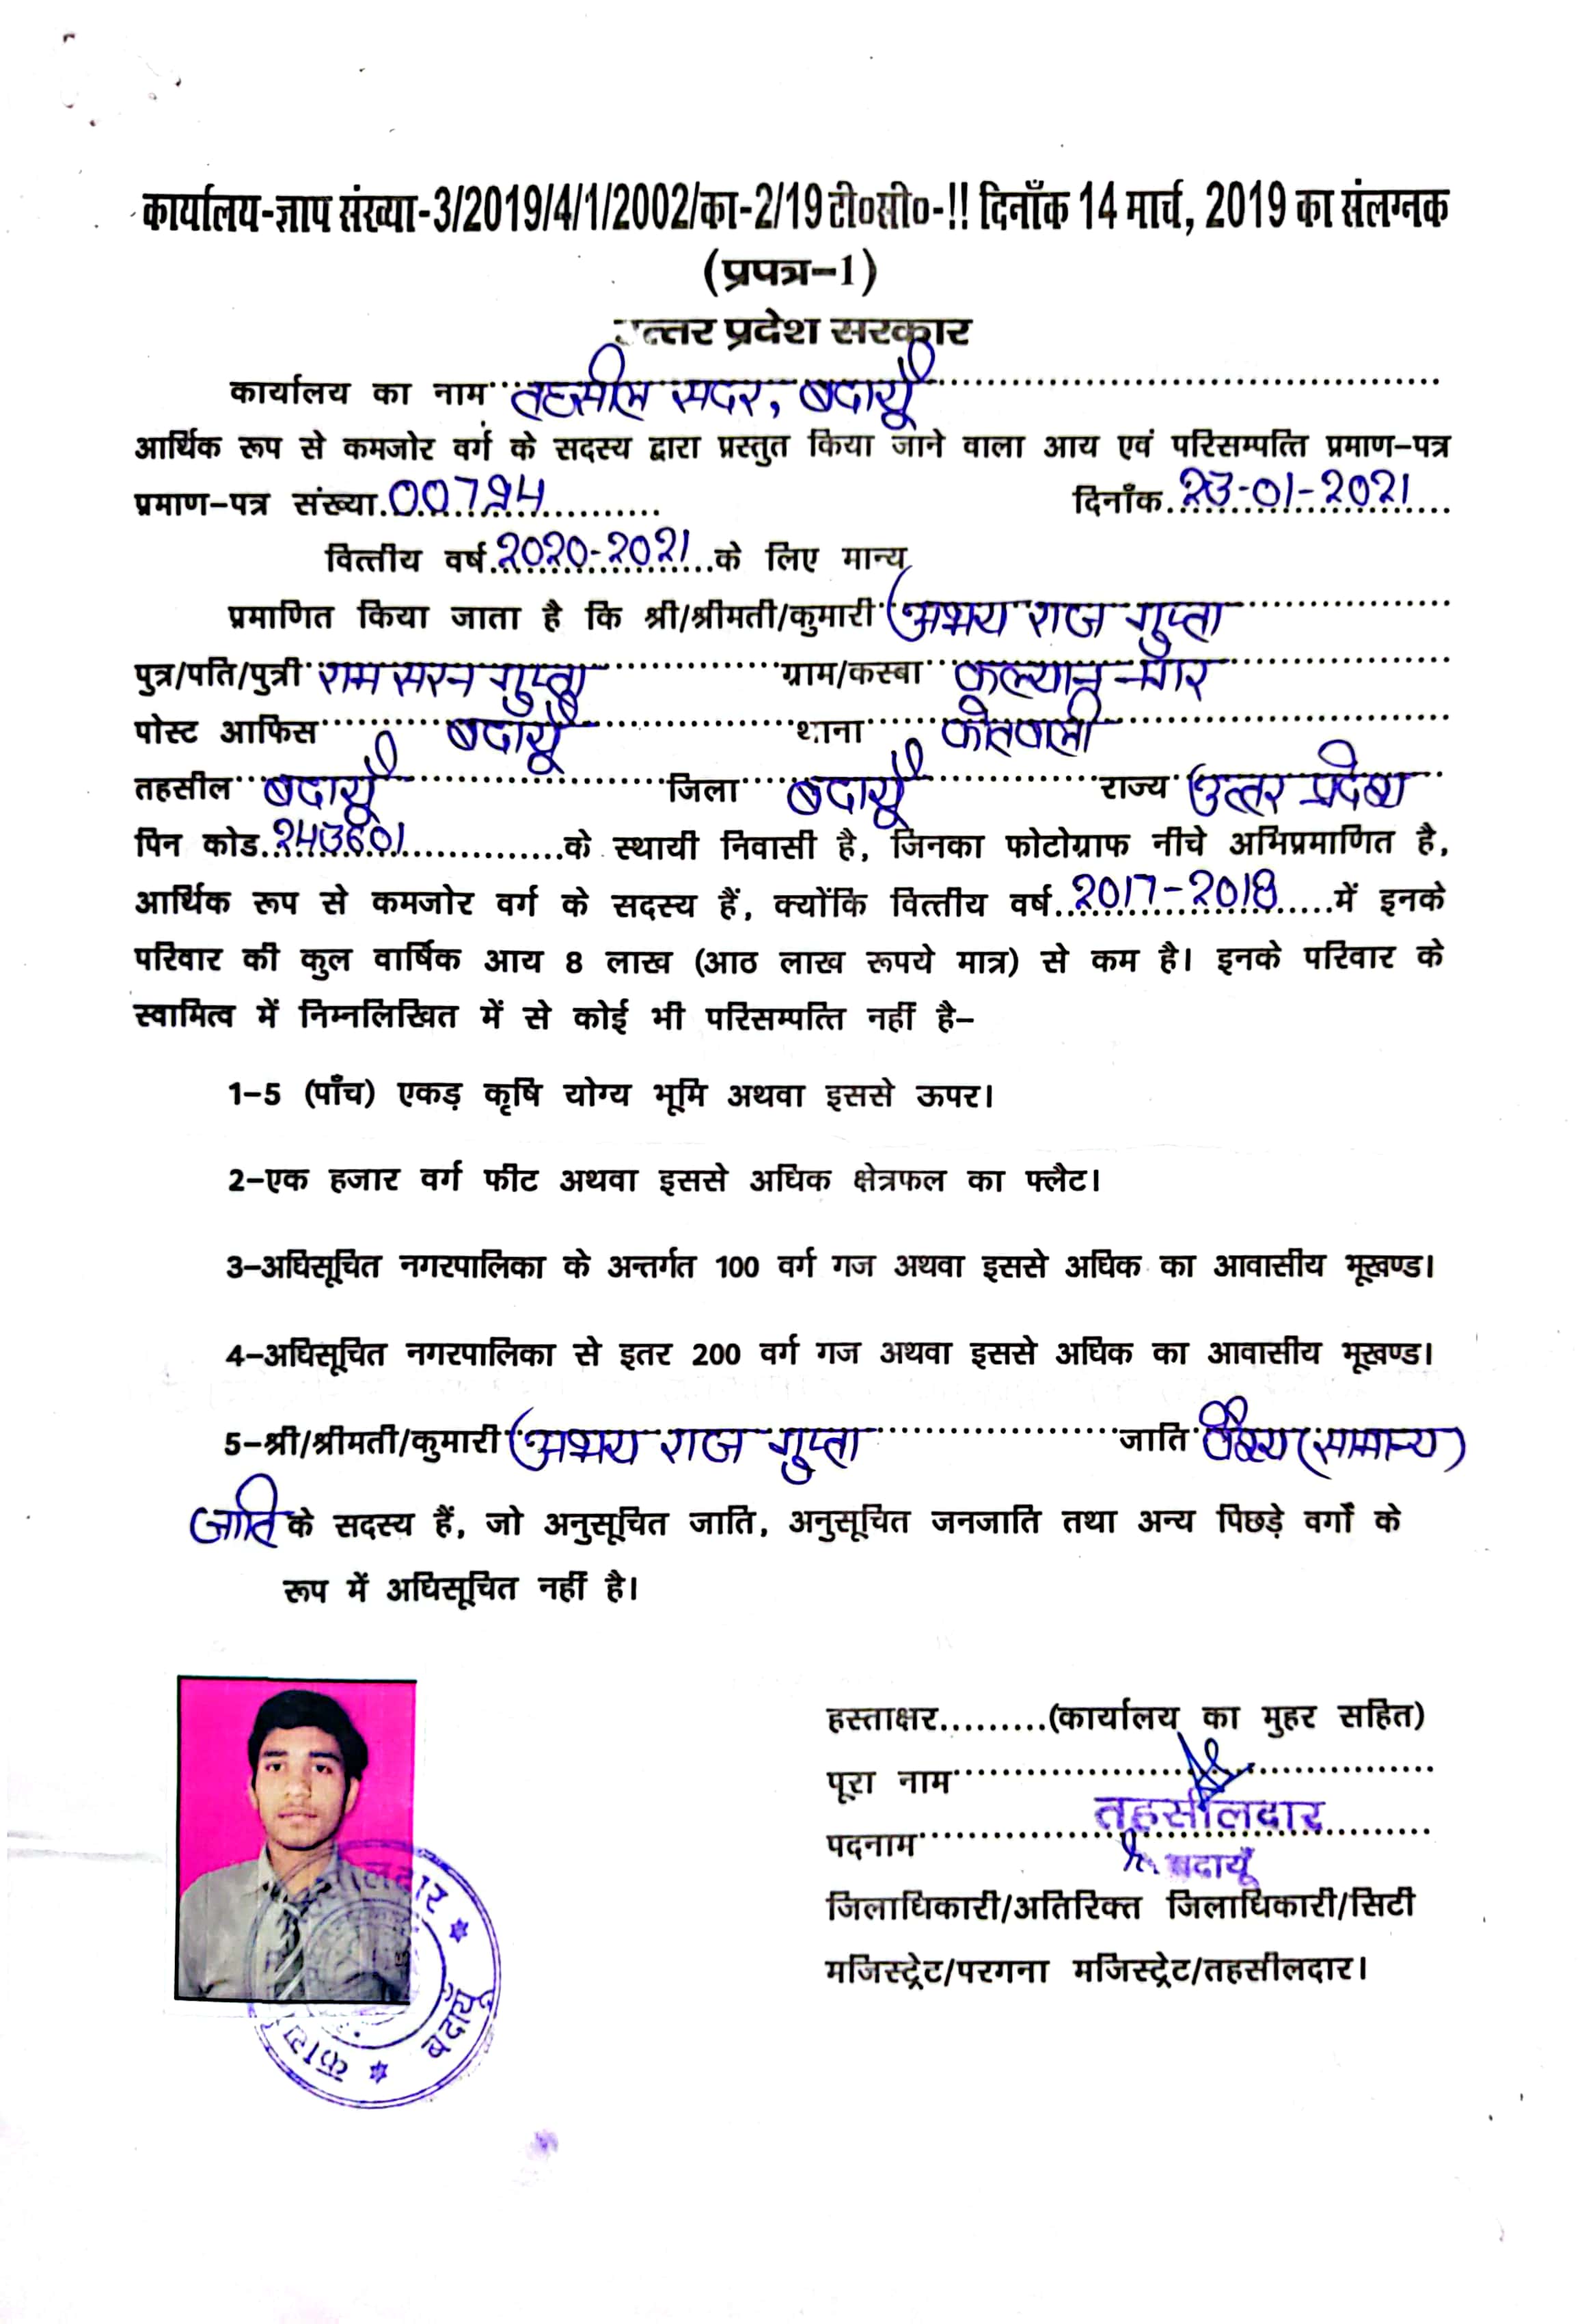 कार्यालय-ज्ञाप संख्या-3/2019/4/1/2002/का-2/19 टी०सी०-!! दिनाँक 14 मार्च, 2019 का संलग्नक
(प्रपत्र-1)
उत्तर प्रदेश सरकार
कार्यालय का नाम तहसील सदर, बदायूँ
आर्थिक रूप से कमजोर वर्ग के सदस्य द्वारा प्रस्तुत किया जाने वाला आय एवं परिसम्पत्ति प्रमाण-पत्र
प्रमाण-पत्र संख्या. 00794 दिनाँक. 23-01-2021
वित्तीय वर्ष. 2020-2021 के लिए मान्य
प्रमाणित किया जाता है कि श्री/श्रीमती/कुमारी अभय राज गुप्ता
पुत्र/पति/पुत्री राम सरन गुप्ता ग्राम/कस्बा कल्यान नगर
पोस्ट आफिस बदायूँ थाना कोतवाली
तहसील बदायूँ जिला बदायूँ राज्य उत्तर प्रदेश
पिन कोड. 243601 के स्थायी निवासी है, जिनका फोटोग्राफ नीचे अभिप्रमाणित है,
आर्थिक रूप से कमजोर वर्ग के सदस्य हैं, क्योंकि वित्तीय वर्ष. 2017-2018 में इनके
परिवार की कुल वार्षिक आय 8 लाख (आठ लाख रूपये मात्र) से कम है। इनके परिवार के
स्वामित्व में निम्नलिखित में से कोई भी परिसम्पत्ति नहीं है-
1-5 (पाँच) एकड़ कृषि योग्य भूमि अथवा इससे ऊपर।
2-एक हजार वर्ग फीट अथवा इससे अधिक क्षेत्रफल का फ्लैट।
3-अधिसूचित नगरपालिका के अन्तर्गत 100 वर्ग गज अथवा इससे अधिक का आवासीय भूखण्ड।
4-अधिसूचित नगरपालिका से इतर 200 वर्ग गज अथवा इससे अधिक का आवासीय भूखण्ड।
5-श्री/श्रीमती/कुमारी अभय राज गुप्ता जाति वैश्य (सामान्य)
जाति के सदस्य हैं, जो अनुसूचित जाति, अनुसूचित जनजाति तथा अन्य पिछड़े वर्गों के
रूप में अधिसूचित नहीं है।
हस्ताक्षर.........(कार्यालय का मुहर सहित)
पूरा नाम
तहसीलदार
पदनाम
बदायूँ
जिलाधिकारी/अतिरिक्त जिलाधिकारी/सिटी
मजिस्ट्रेट/परगना मजिस्ट्रेट/तहसीलदार।
बदायूँ